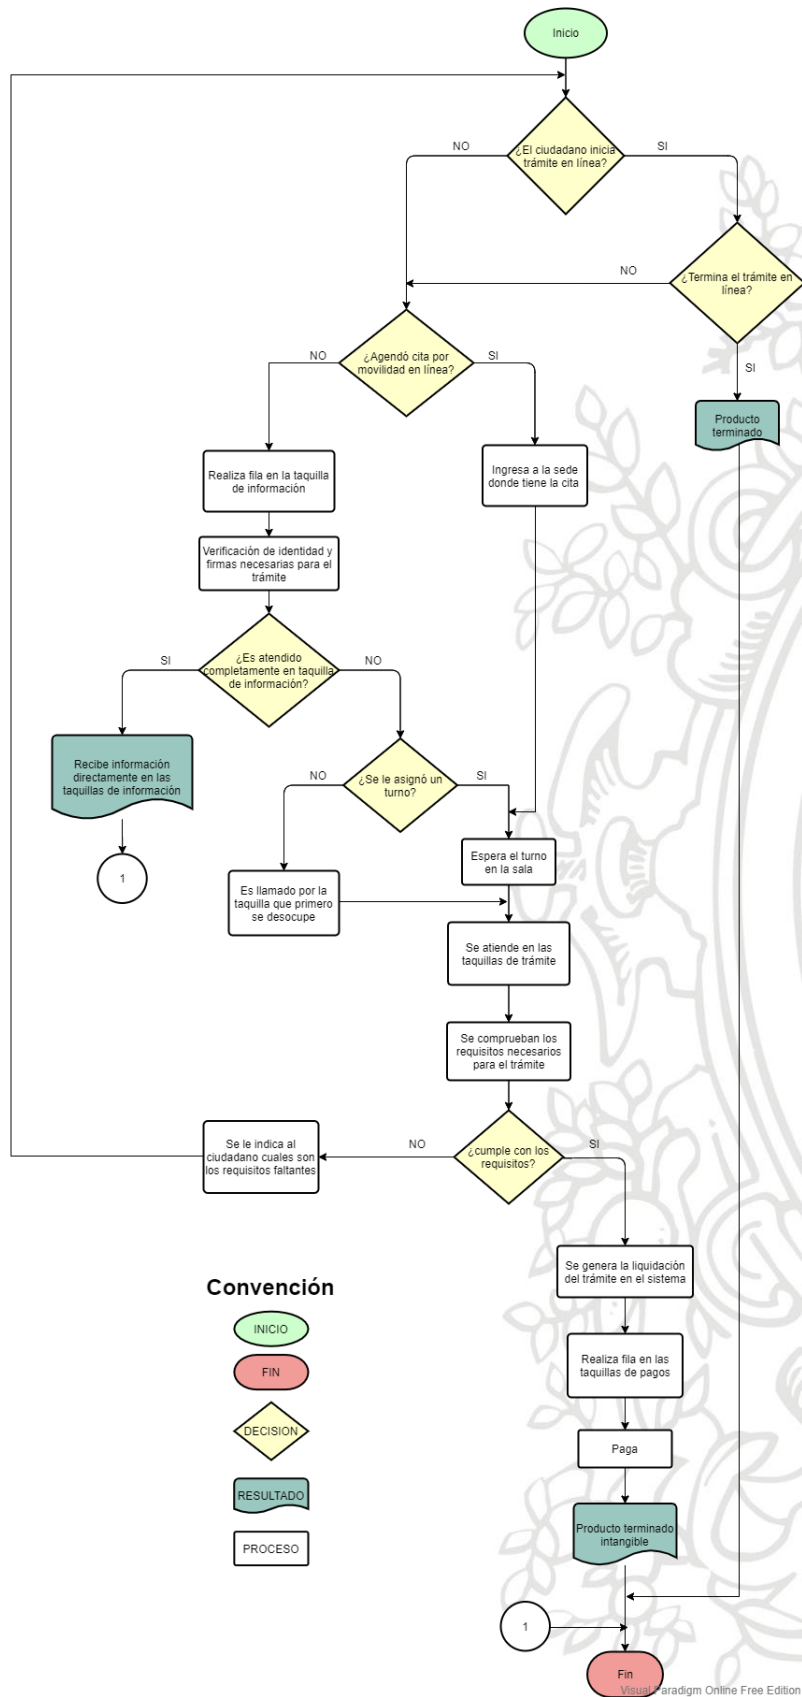 Inicio
¿El ciudadano inicia
trámite en línea?
NO
SI
¿Termina el trámite en
línea?
NO
SI
¿Agendó cita por
movilidad en línea?
NO
SI
Producto
terminado
Realiza fila en la taquilla
de información
Ingresa a la sede
donde tiene la cita
Verificación de identidad y
firmas necesarias para el
trámite
¿Es atendido
completamente en taquilla
de información?
SI
NO
Recibe información
directamente en las
taquillas de información
¿Se le asignó un
turno?
NO
SI
1
Espera el turno
en la sala
Es llamado por la
taquilla que primero
se desocupe
Se atiende en las
taquillas de trámite
Se comprueban los
requisitos necesarios
para el trámite
¿cumple con los
requisitos?
NO
SI
Se le indica al
ciudadano cuales son
los requisitos faltantes
Se genera la liquidación
del trámite en el sistema
Realiza fila en las
taquillas de pagos
Paga
Producto terminado
intangible
1
Fin
Convención
INICIO
FIN
DECISION
RESULTADO
PROCESO
Visual Paradigm Online Free Edition